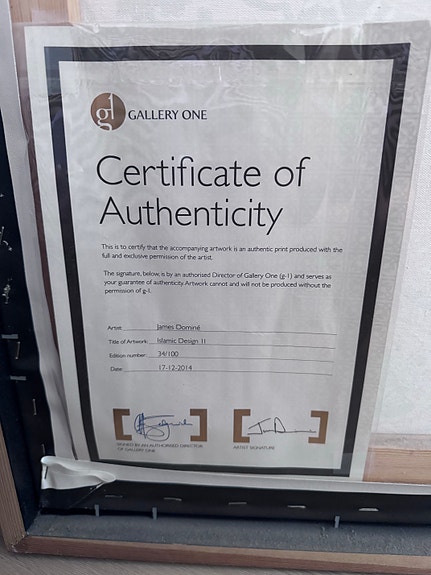 g1 GALLERY ONE
Certificate of
Authenticity
This is to certify that the accompanying artwork is an authentic print produced with the
full and exclusive permission of the artist.
The signature, below, is by an authorised Director of Gallery One (g-1) and serves as
your guarantee of authenticity. Artwork cannot and will not be produced without the
permission of g-1.
Artist: James Dominé
Title of Artwork: Islamic Design 11
Edition number: 34/100
Date: 17-12-2014
SIGNED BY AN AUTHORISED DIRECTOR
OF GALLERY ONE
ARTIST SIGNATURE